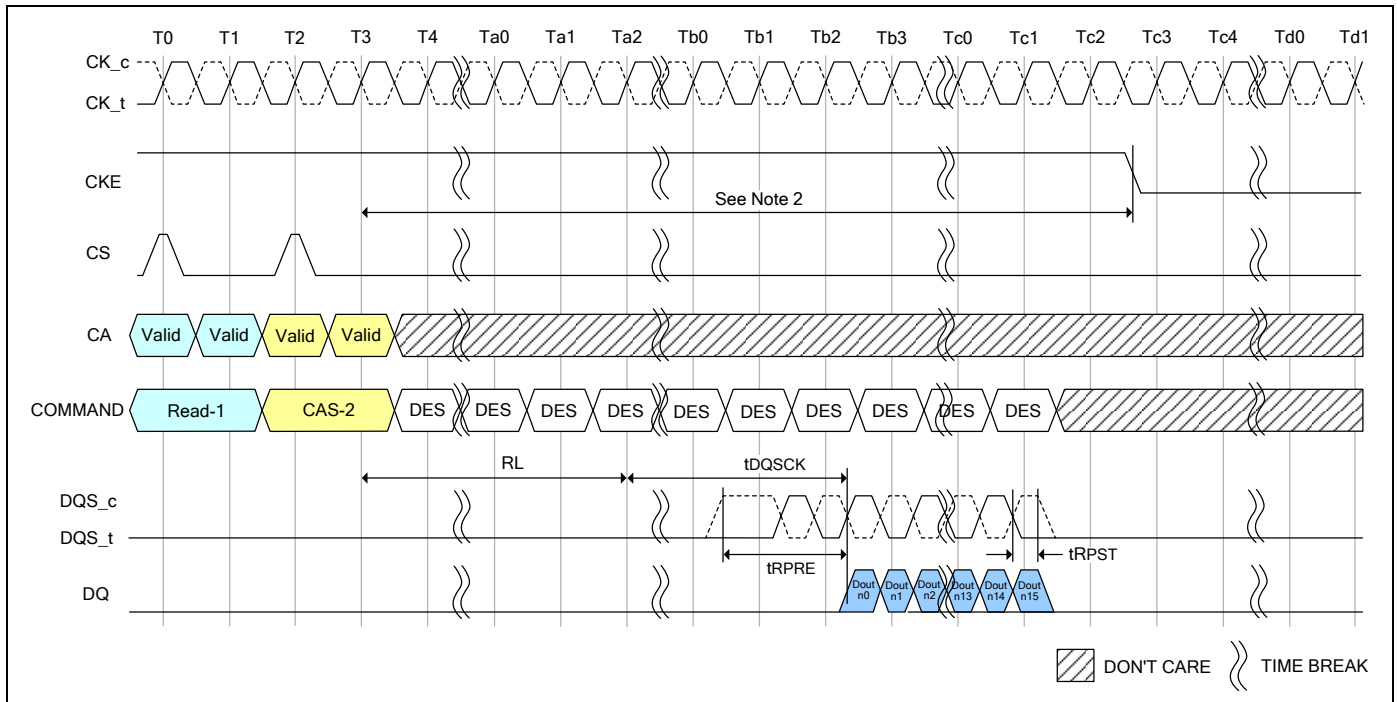 T0 T1 T2 T3 T4 Ta0 Ta1 Ta2 Tb0 Tb1 Tb2 Tb3 Tc0 Tc1 Tc2 Tc3 Tc4 Td0 Td1
CK_c
CK_t
CKE
See Note 2
CS
CA Valid Valid Valid Valid
COMMAND Read-1 CAS-2 DES DES DES DES DES DES DES DES DES DES
RL tDQSCK
DQS_c
DQS_t
tRPRE tRPST
DQ
Dout Dout Dout Dout Dout Dout
n0 n1 n2 n13 n14 n15
DON'T CARE TIME BREAK